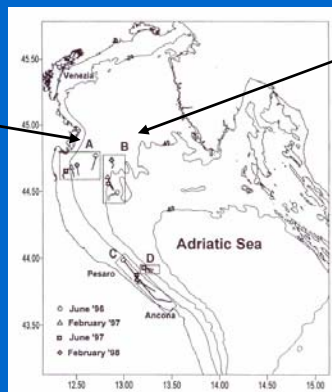 45.50
Venezia
45.00
A
B
44.50
44.00
C
D
Adriatic Sea
Pesaro
Ancona
43.50
June '96
February '97
June '97
February '98
12.50
13.00
13.50
14.00
14.50
15.00